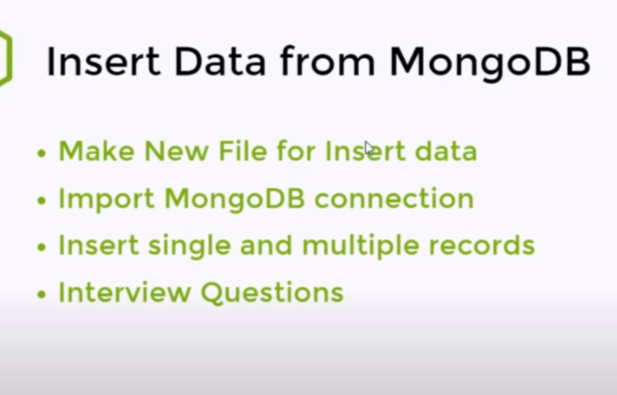 Insert Data from MongoDB
• Make New File for Insert data
• Import MongoDB connection
• Insert single and multiple records
• Interview Questions